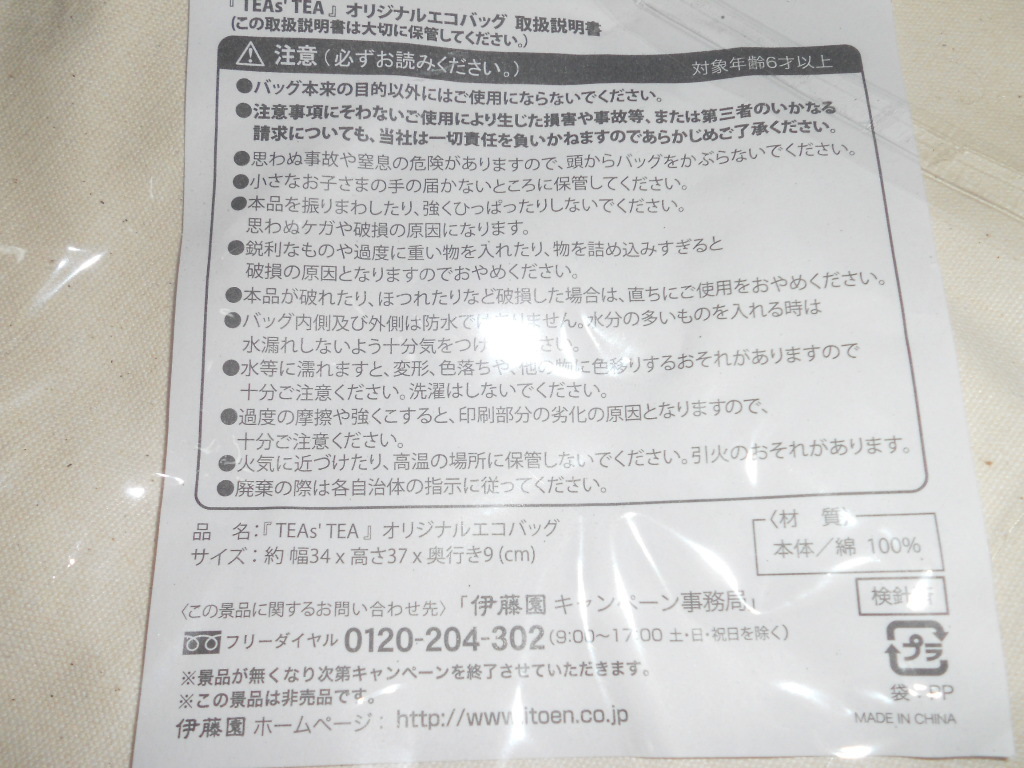 『TEAs' TEA』オリジナルエコバッグ 取扱説明書
(この取扱説明書は大切に保管してください。)
注意(必ずお読みください。) 対象年齢6才以上
●バッグ本来の目的以外にはご使用にならないでください。
●注意事項にそわないご使用により生じた損害や事故等、または第三者のいかなる
請求についても、当社は一切責任を負いかねますのであらかじめご了承ください。
●思わぬ事故や窒息の危険がありますので、頭からバッグをかぶらないでください。
●小さなお子さまの手の届かないところに保管してください。
●本品を振りまわしたり、強くひっぱったりしないでください。
思わぬケガや破損の原因になります。
●鋭利なものや過度に重い物を入れたり、物を詰め込みすぎると
破損の原因となりますのでおやめください。
●本品が破れたり、ほつれたりなど破損した場合は、直ちにご使用をおやめください。
●バッグ内側及び外側は防水ではありません。水分の多いものを入れる時は
水漏れしないよう十分気をつけ さい。
●水等に濡れますと、変形、色落ちや、他の物に色移りするおそれがありますので
十分ご注意ください。洗濯はしないでください。
●過度の摩擦や強くこすると、印刷部分の劣化の原因となりますので、
十分ご注意ください。
●火気に近づけたり、高温の場所に保管しないでください。引火のおそれがあります。
●廃棄の際は各自治体の指示に従ってください。
品 名:『TEAs' TEA』オリジナルエコバッグ
サイズ:約 幅34 x 高さ37 x 奥行き9 (cm)
〈材 質〉
本体/綿 100%
検針済
〈この景品に関するお問い合わせ先〉「伊藤園 キャンペーン事務局」
フリーダイヤル 0120-204-302(9:00~17:00 土・日・祝日を除く)
※景品が無くなり次第キャンペーンを終了させていただきます。
※この景品は非売品です。
伊藤園 ホームページ: http://www.itoen.co.jp
プラ
袋:PP
MADE IN CHINA